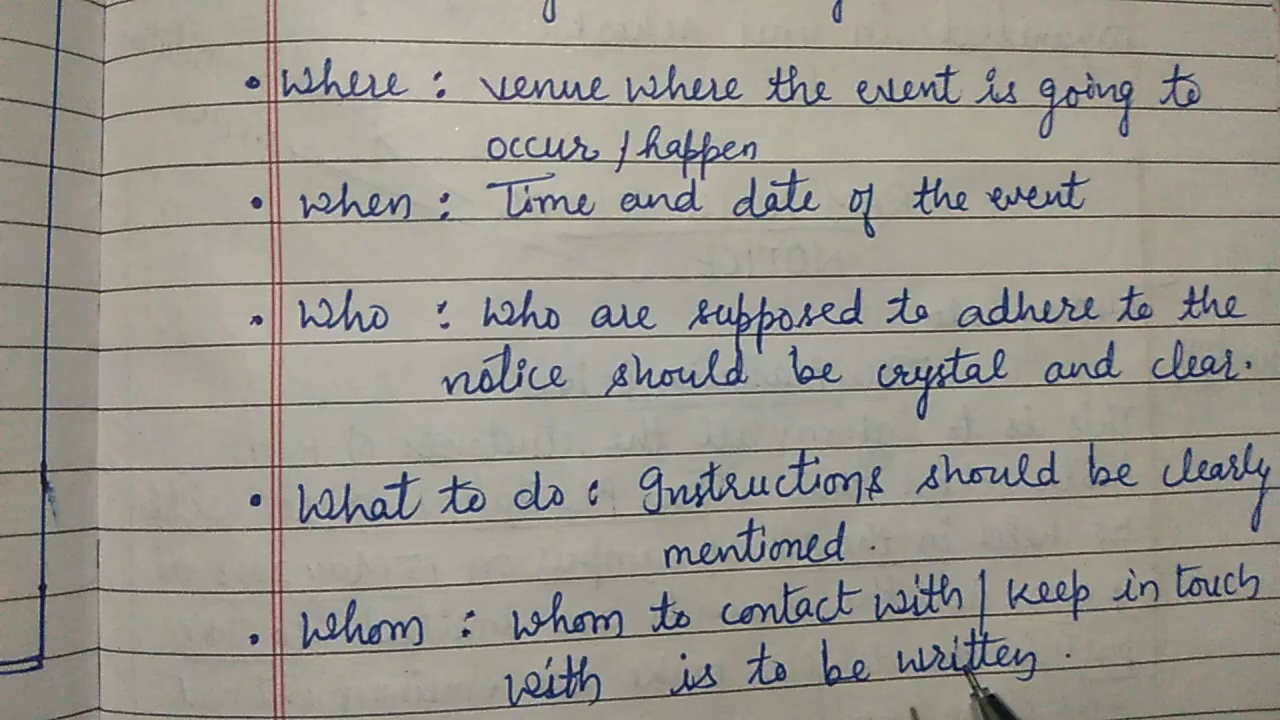 • Where : venue where the event is going to
occur / happen
• when : Time and date of the event
• Who : Who are supposed to adhere to the
notice should be crystal and clear.
• What to do : Instructions should be clearly
mentioned.
• Whom : whom to contact with / keep in touch
with is to be written.